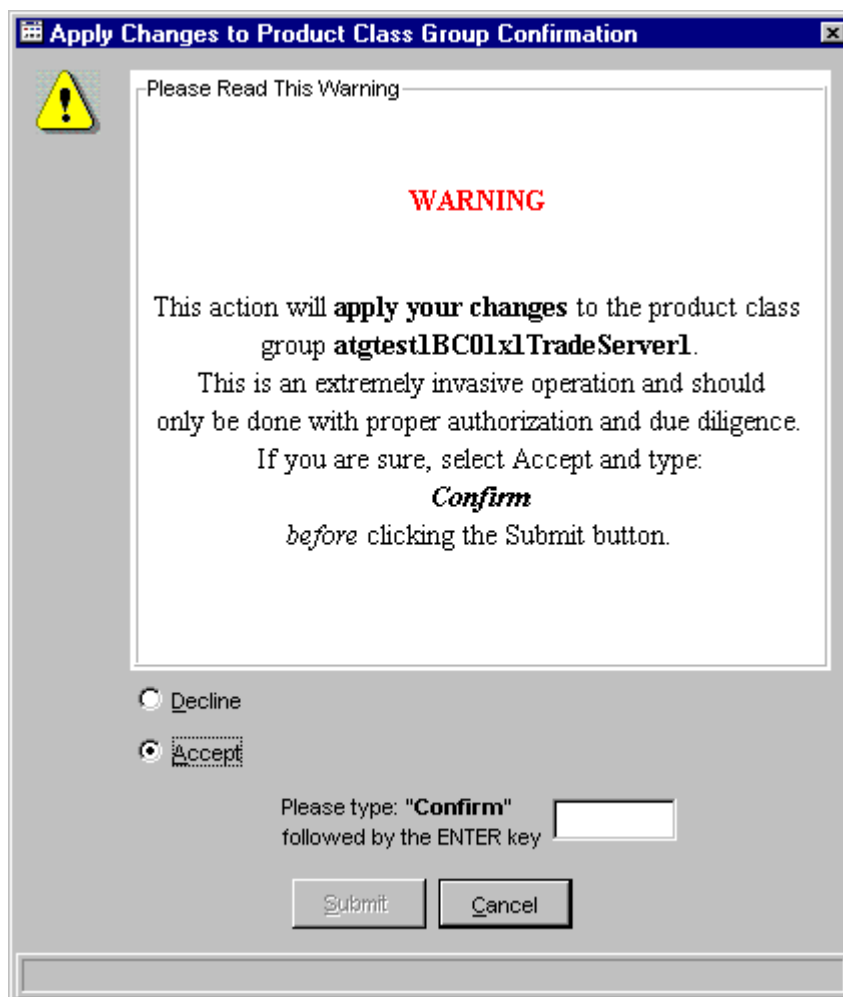 Apply Changes to Product Class Group Confirmation
Please Read This Warning
WARNING
This action will apply your changes to the product class
group atgtest1BC01x1TradeServer1.
This is an extremely invasive operation and should
only be done with proper authorization and due diligence.
If you are sure, select Accept and type:
Confirm
before clicking the Submit button.
Decline
Accept
Please type: "Confirm"
followed by the ENTER key
Submit
Cancel